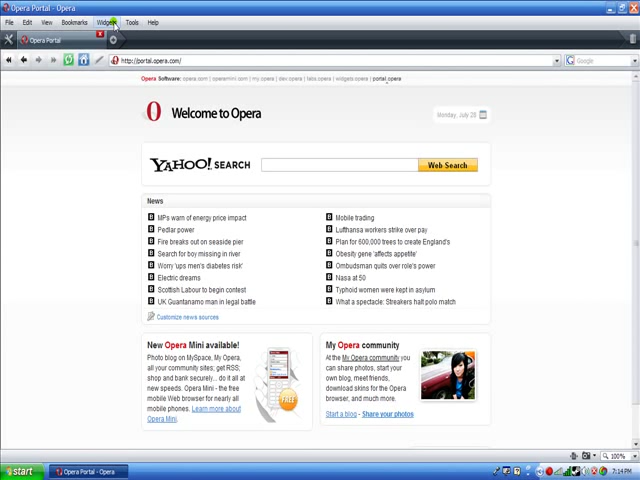 Opera Portal - Opera
File Edit View Bookmarks Widgets Tools Help
Opera Portal
http://portal.opera.com/
Google
Opera Software: opera.com | operamini.com | my.opera | dev.opera | labs.opera | widgets.opera | portal.opera
Welcome to Opera
Monday, July 28
YAHOO! SEARCH
Web Search
News
MPs warn of energy price impact
Pedlar power
Fire breaks out on seaside pier
Search for boy missing in river
Worry 'ups men's diabetes risk'
Electric dreams
Scottish Labour to begin contest
UK Guantanamo man in legal battle
Mobile trading
Lufthansa workers strike over pay
Plan for 600,000 trees to create England's
Obesity gene 'affects appetite'
Ombudsman quits over role's power
Nasa at 50
Typhoid women were kept in asylum
What a spectacle: Streakers halt polo match
Customize news sources
New Opera Mini available!
Photo blog on MySpace, My Opera,
all your community sites; get RSS;
shop and bank securely... do it all
at new speeds. Opera Mini - the free
mobile Web browser for nearly all
mobile phones. Learn more about
Opera Mini.
FREE
My Opera community
At the My Opera community you
can share photos, start your
own blog, meet friends,
download skins for the Opera
browser, and much more.
Start a blog - Share your photos
100%
start
Opera Portal - Opera
7:14 PM